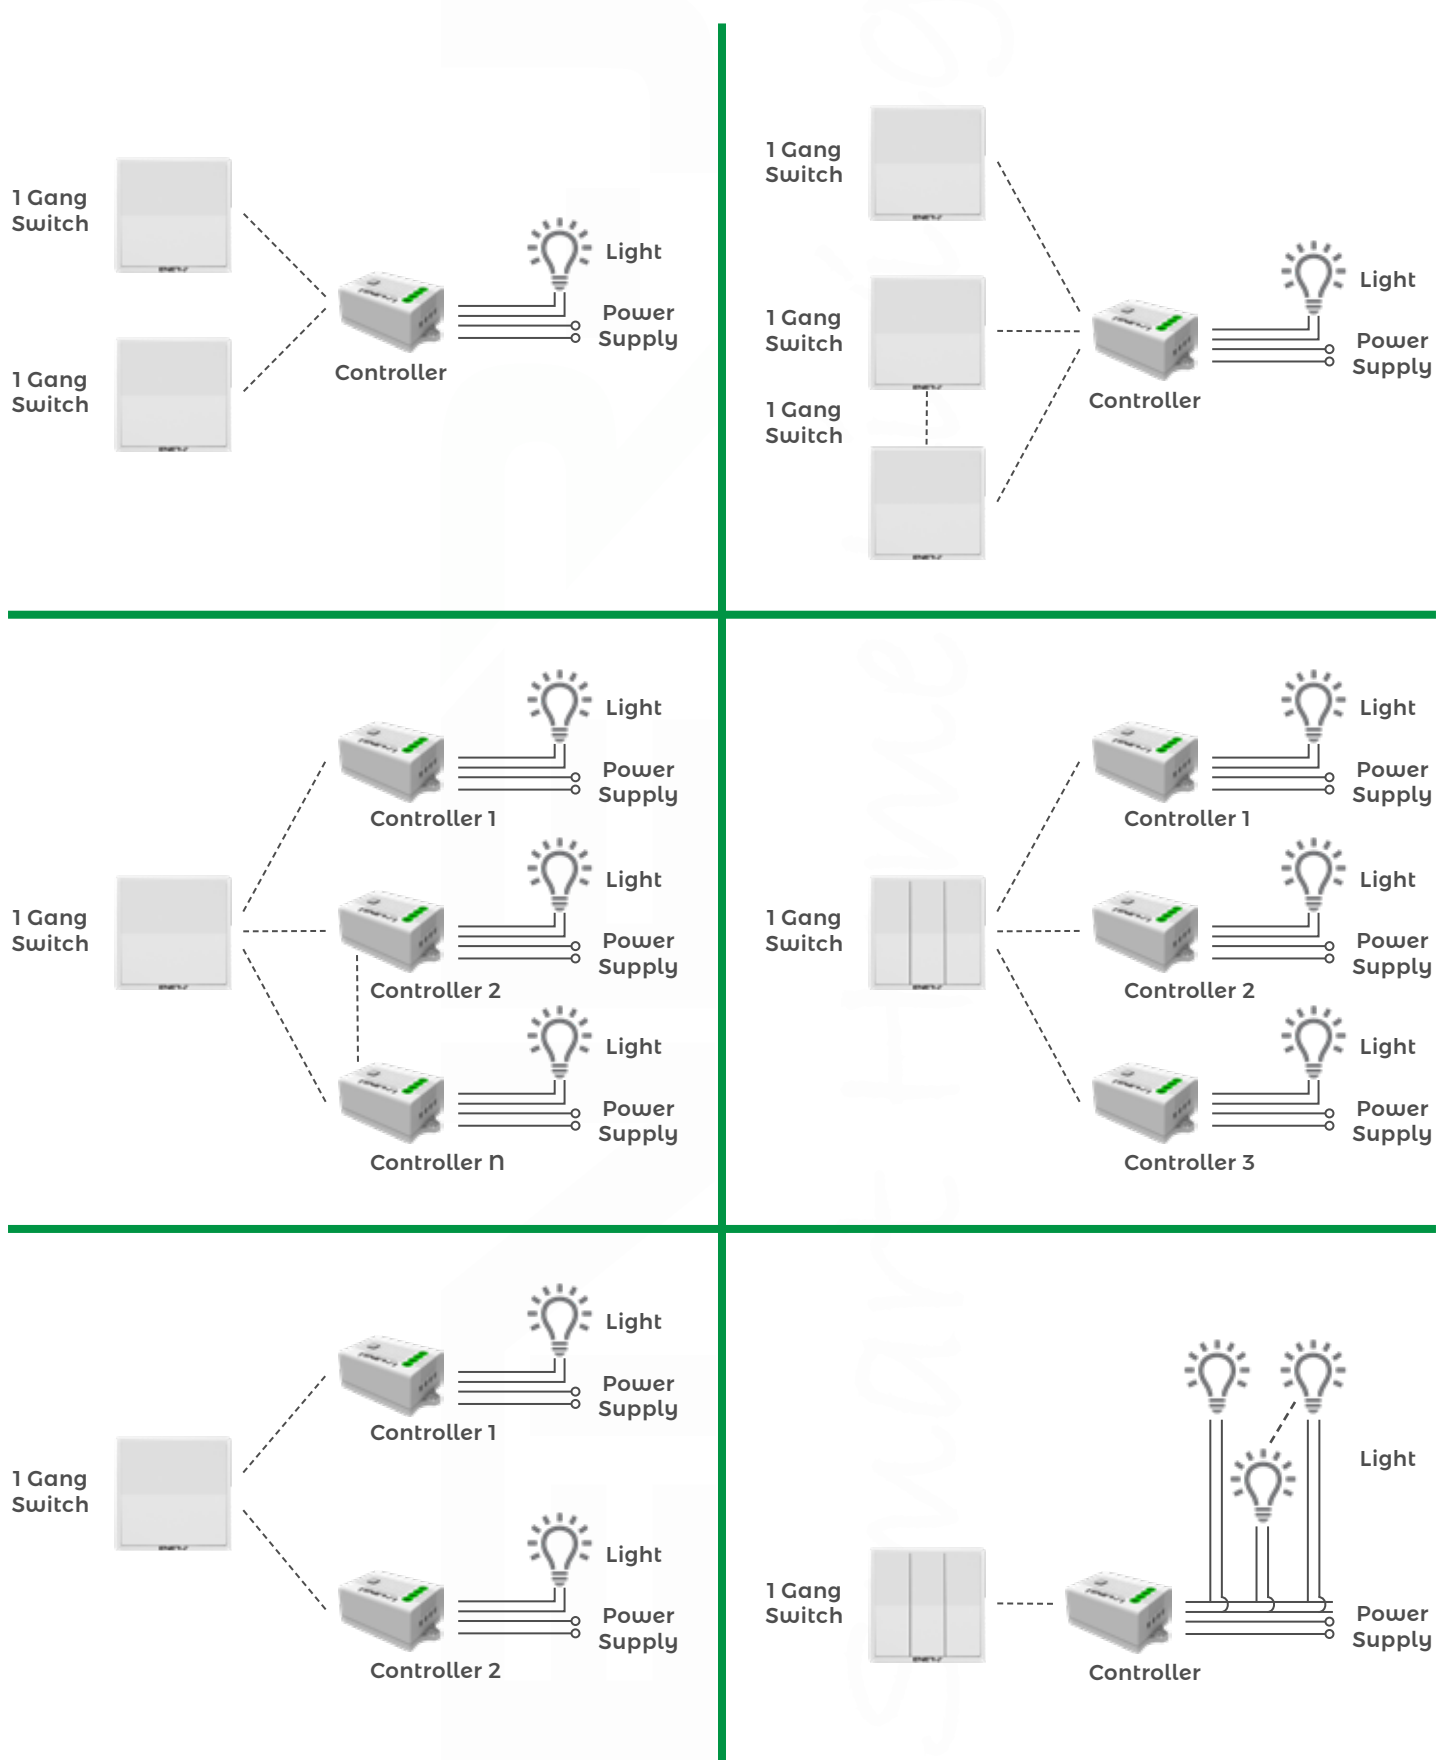 1 Gang
Switch
1 Gang
Switch
Controller
Light
Power
Supply
1 Gang
Switch
1 Gang
Switch
1 Gang
Switch
Controller
Light
Power
Supply
1 Gang
Switch
Light
Power
Supply
Controller 1
Light
Power
Supply
Controller 2
Light
Power
Supply
Controller n
1 Gang
Switch
Light
Power
Supply
Controller 1
Light
Power
Supply
Controller 2
Light
Power
Supply
Controller 3
1 Gang
Switch
Light
Power
Supply
Controller 1
Light
Power
Supply
Controller 2
1 Gang
Switch
Light
Power
Supply
Controller
Smart Home